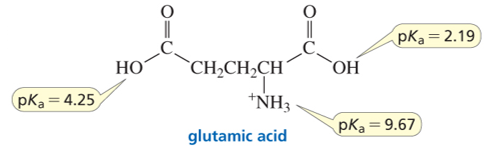 O O
C C
HO CH₂CH₂CH OH
⁺NH₃
pKₐ = 2.19
pKₐ = 4.25
pKₐ = 9.67
glutamic acid